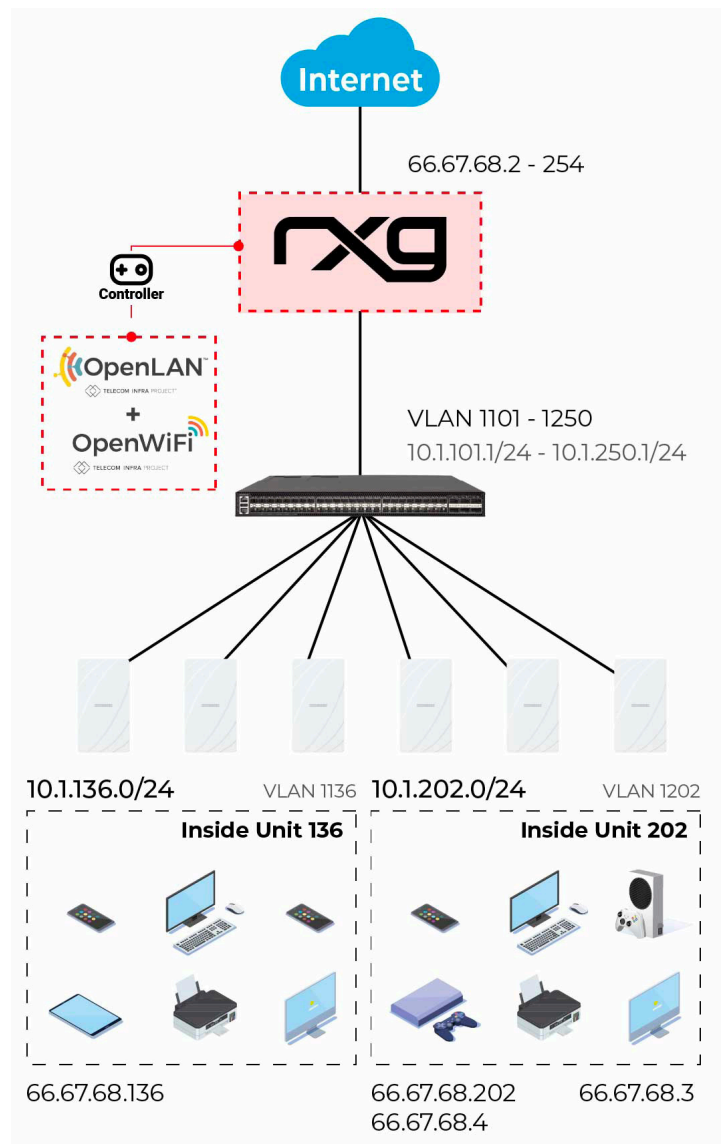 Internet
66.67.68.2 - 254
rxg
Controller
OpenLAN™
TELECOM INFRA PROJECT
+
OpenWiFi
TELECOM INFRA PROJECT
VLAN 1101 - 1250
10.1.101.1/24 - 10.1.250.1/24
10.1.136.0/24
VLAN 1136
10.1.202.0/24
VLAN 1202
Inside Unit 136
Inside Unit 202
66.67.68.136
66.67.68.202
66.67.68.3
66.67.68.4